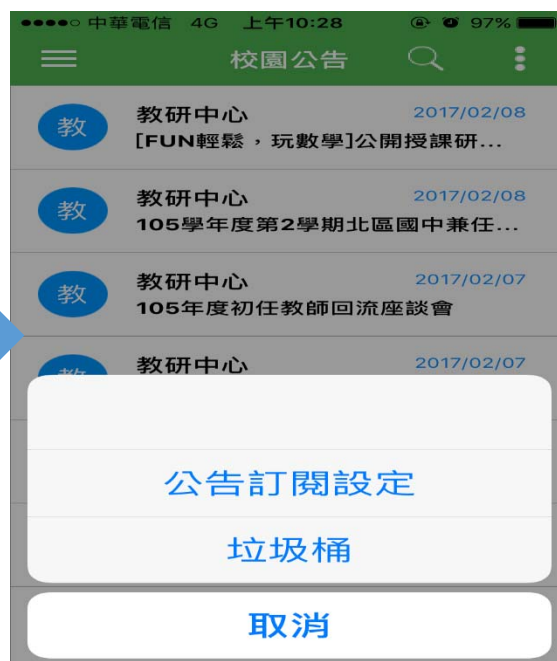 中華電信 4G 上午10:28 97%
校園公告
教 教研中心 2017/02/08
[FUN輕鬆，玩數學]公開授課研...
教 教研中心 2017/02/08
105學年度第2學期北區國中兼任...
教 教研中心 2017/02/07
105年度初任教師回流座談會
教 教研中心 2017/02/07
公告訂閱設定
垃圾桶
取消